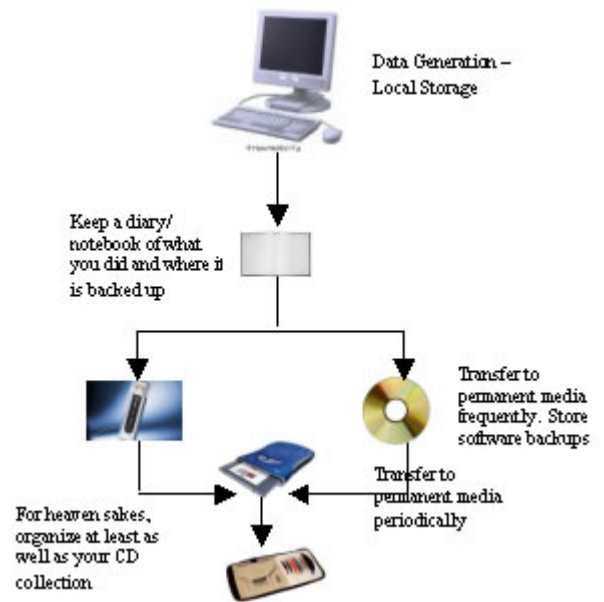 Data Generation –
Local Storage
Keep a diary/
notebook of what
you did and where it
is backed up
Transfer to
permanent media
frequently. Store
software backups
Transfer to
permanent media
periodically
For heaven sakes,
organize at least as
well as your CD
collection